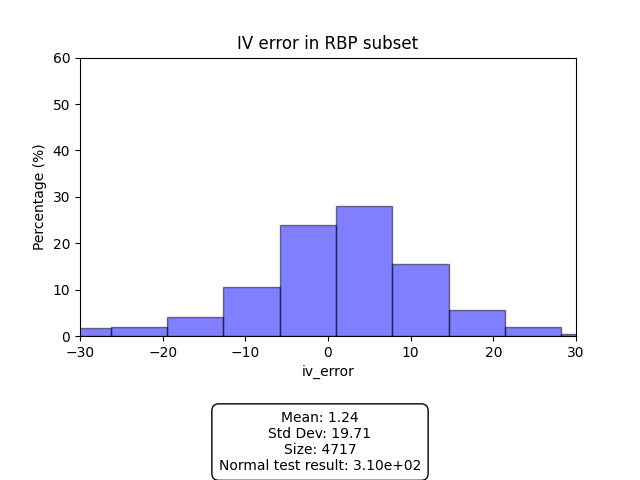 IV error in RBP subset
60
50
40
30
20
10
0
Percentage (%)
−30
−20
−10
0
10
20
30
iv_error
Mean: 1.24
Std Dev: 19.71
Size: 4717
Normal test result: 3.10e+02